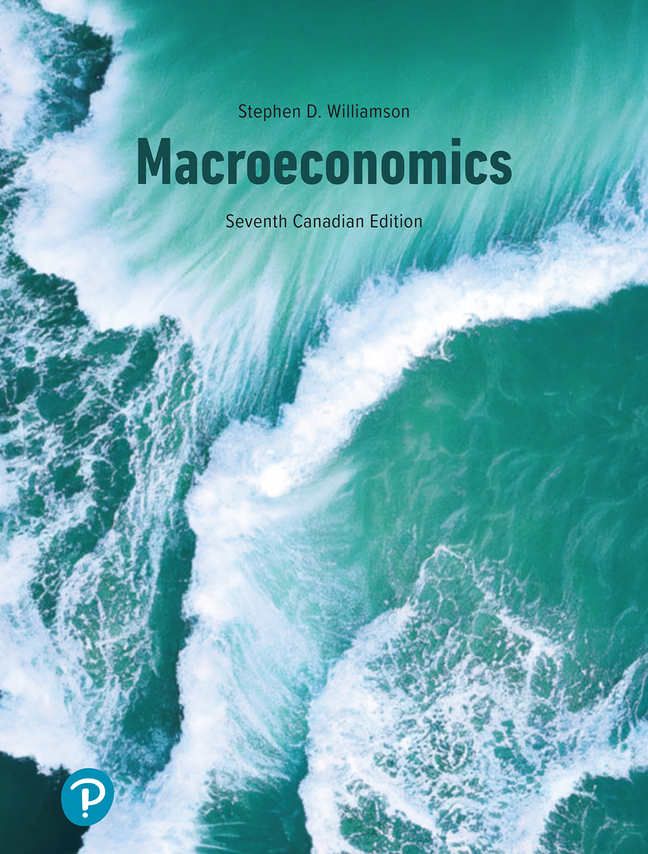 Stephen D. Williamson
Macroeconomics
Seventh Canadian Edition
P